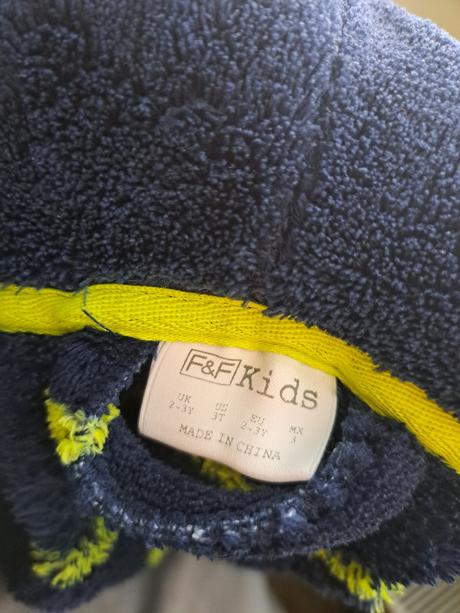 F&F Kids
UK US EU MX
2-3Y 3T 2-3Y 3
MADE IN CHINA